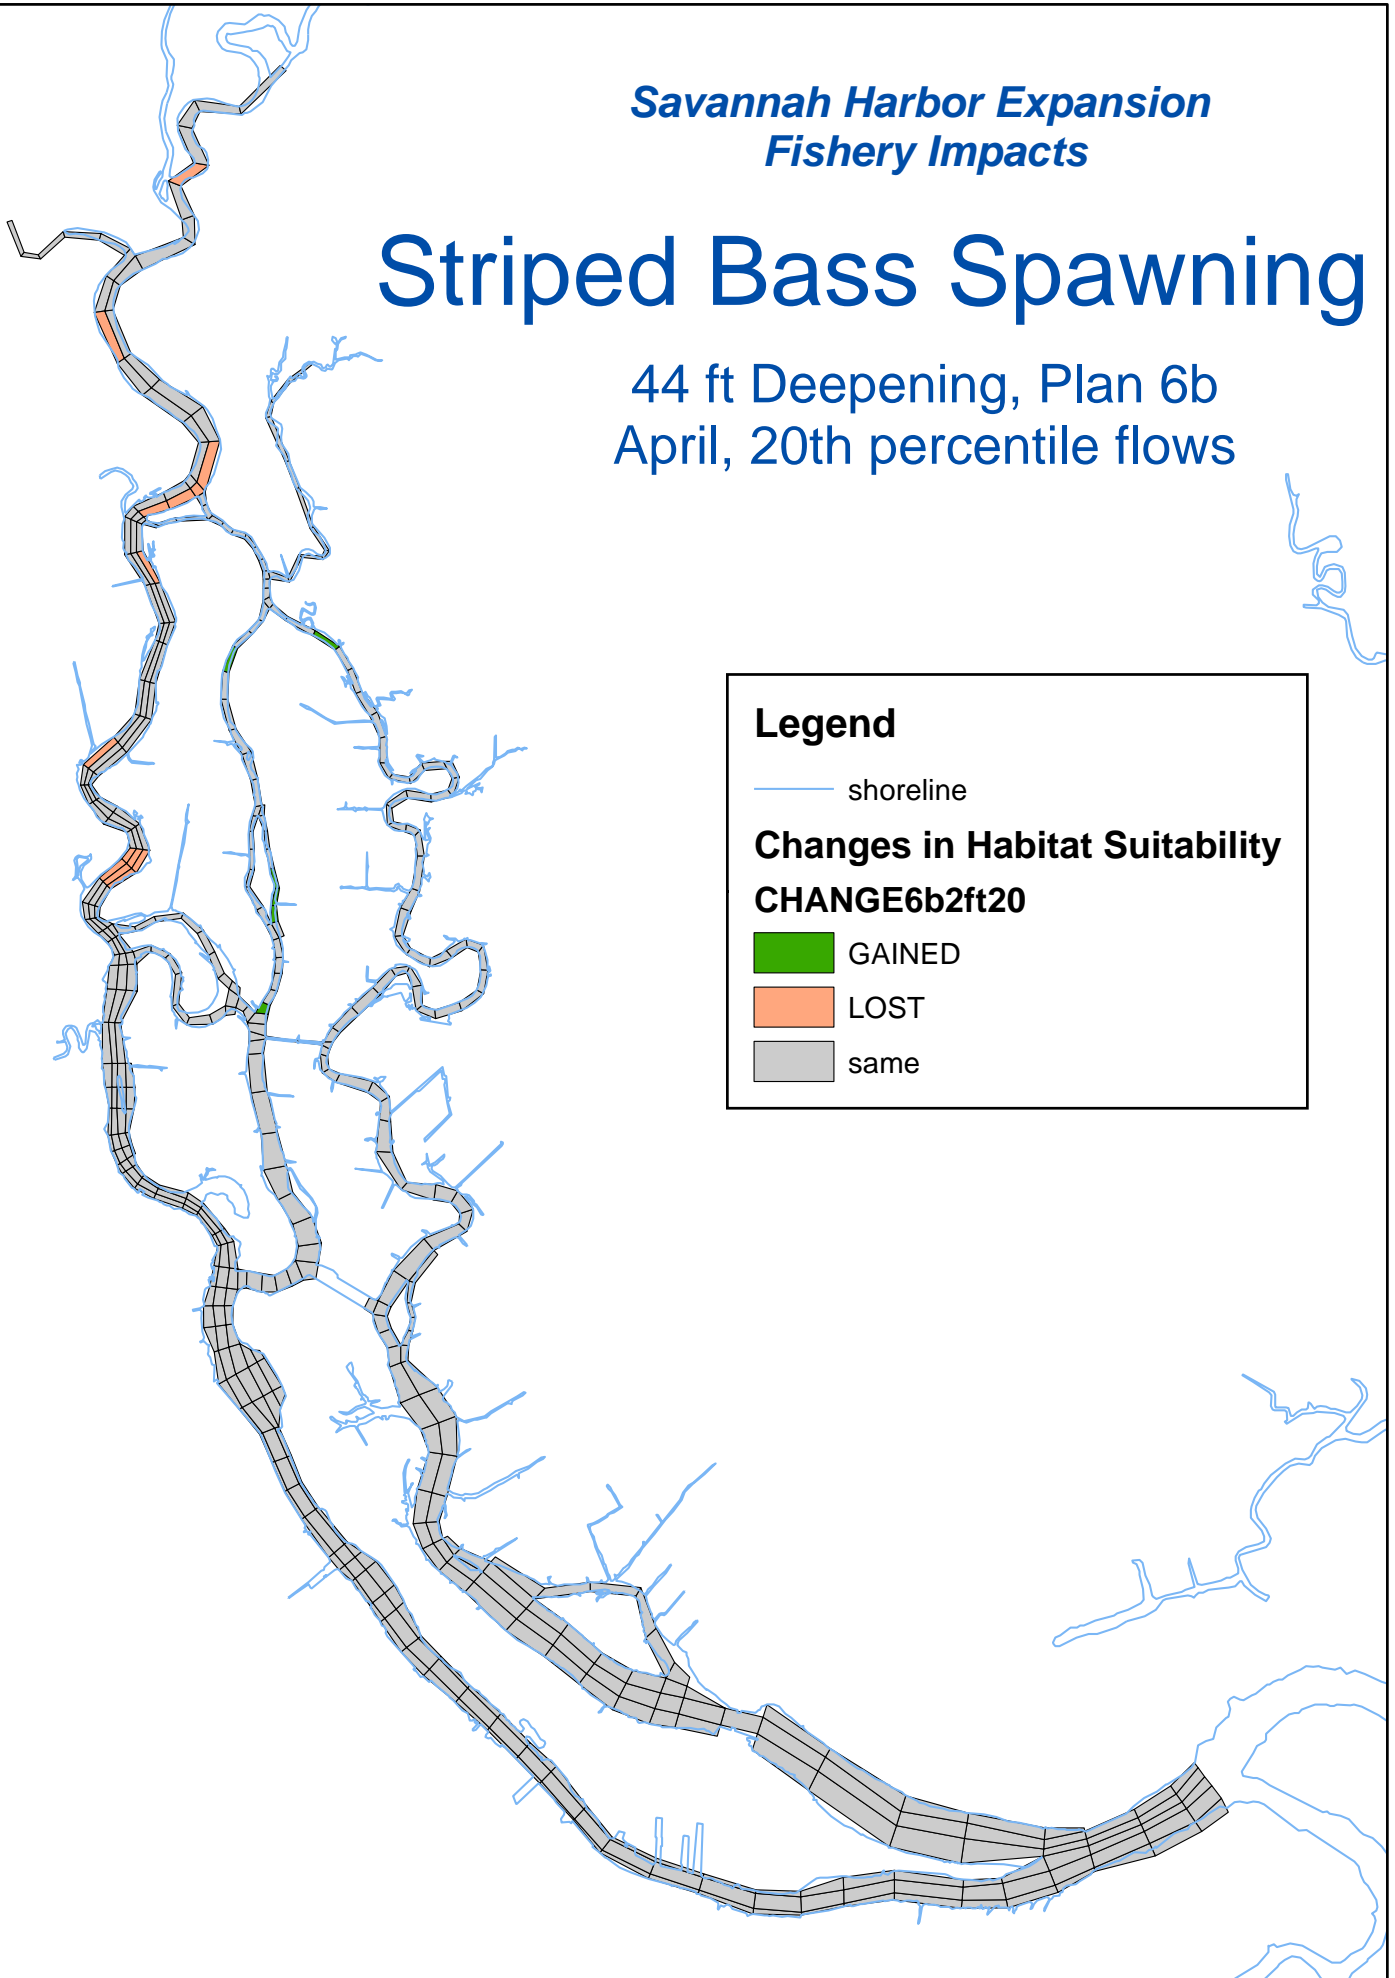 Savannah Harbor Expansion
Fishery Impacts
Striped Bass Spawning
44 ft Deepening, Plan 6b
April, 20th percentile flows
Legend
shoreline
Changes in Habitat Suitability
CHANGE6b2ft20
GAINED
LOST
same